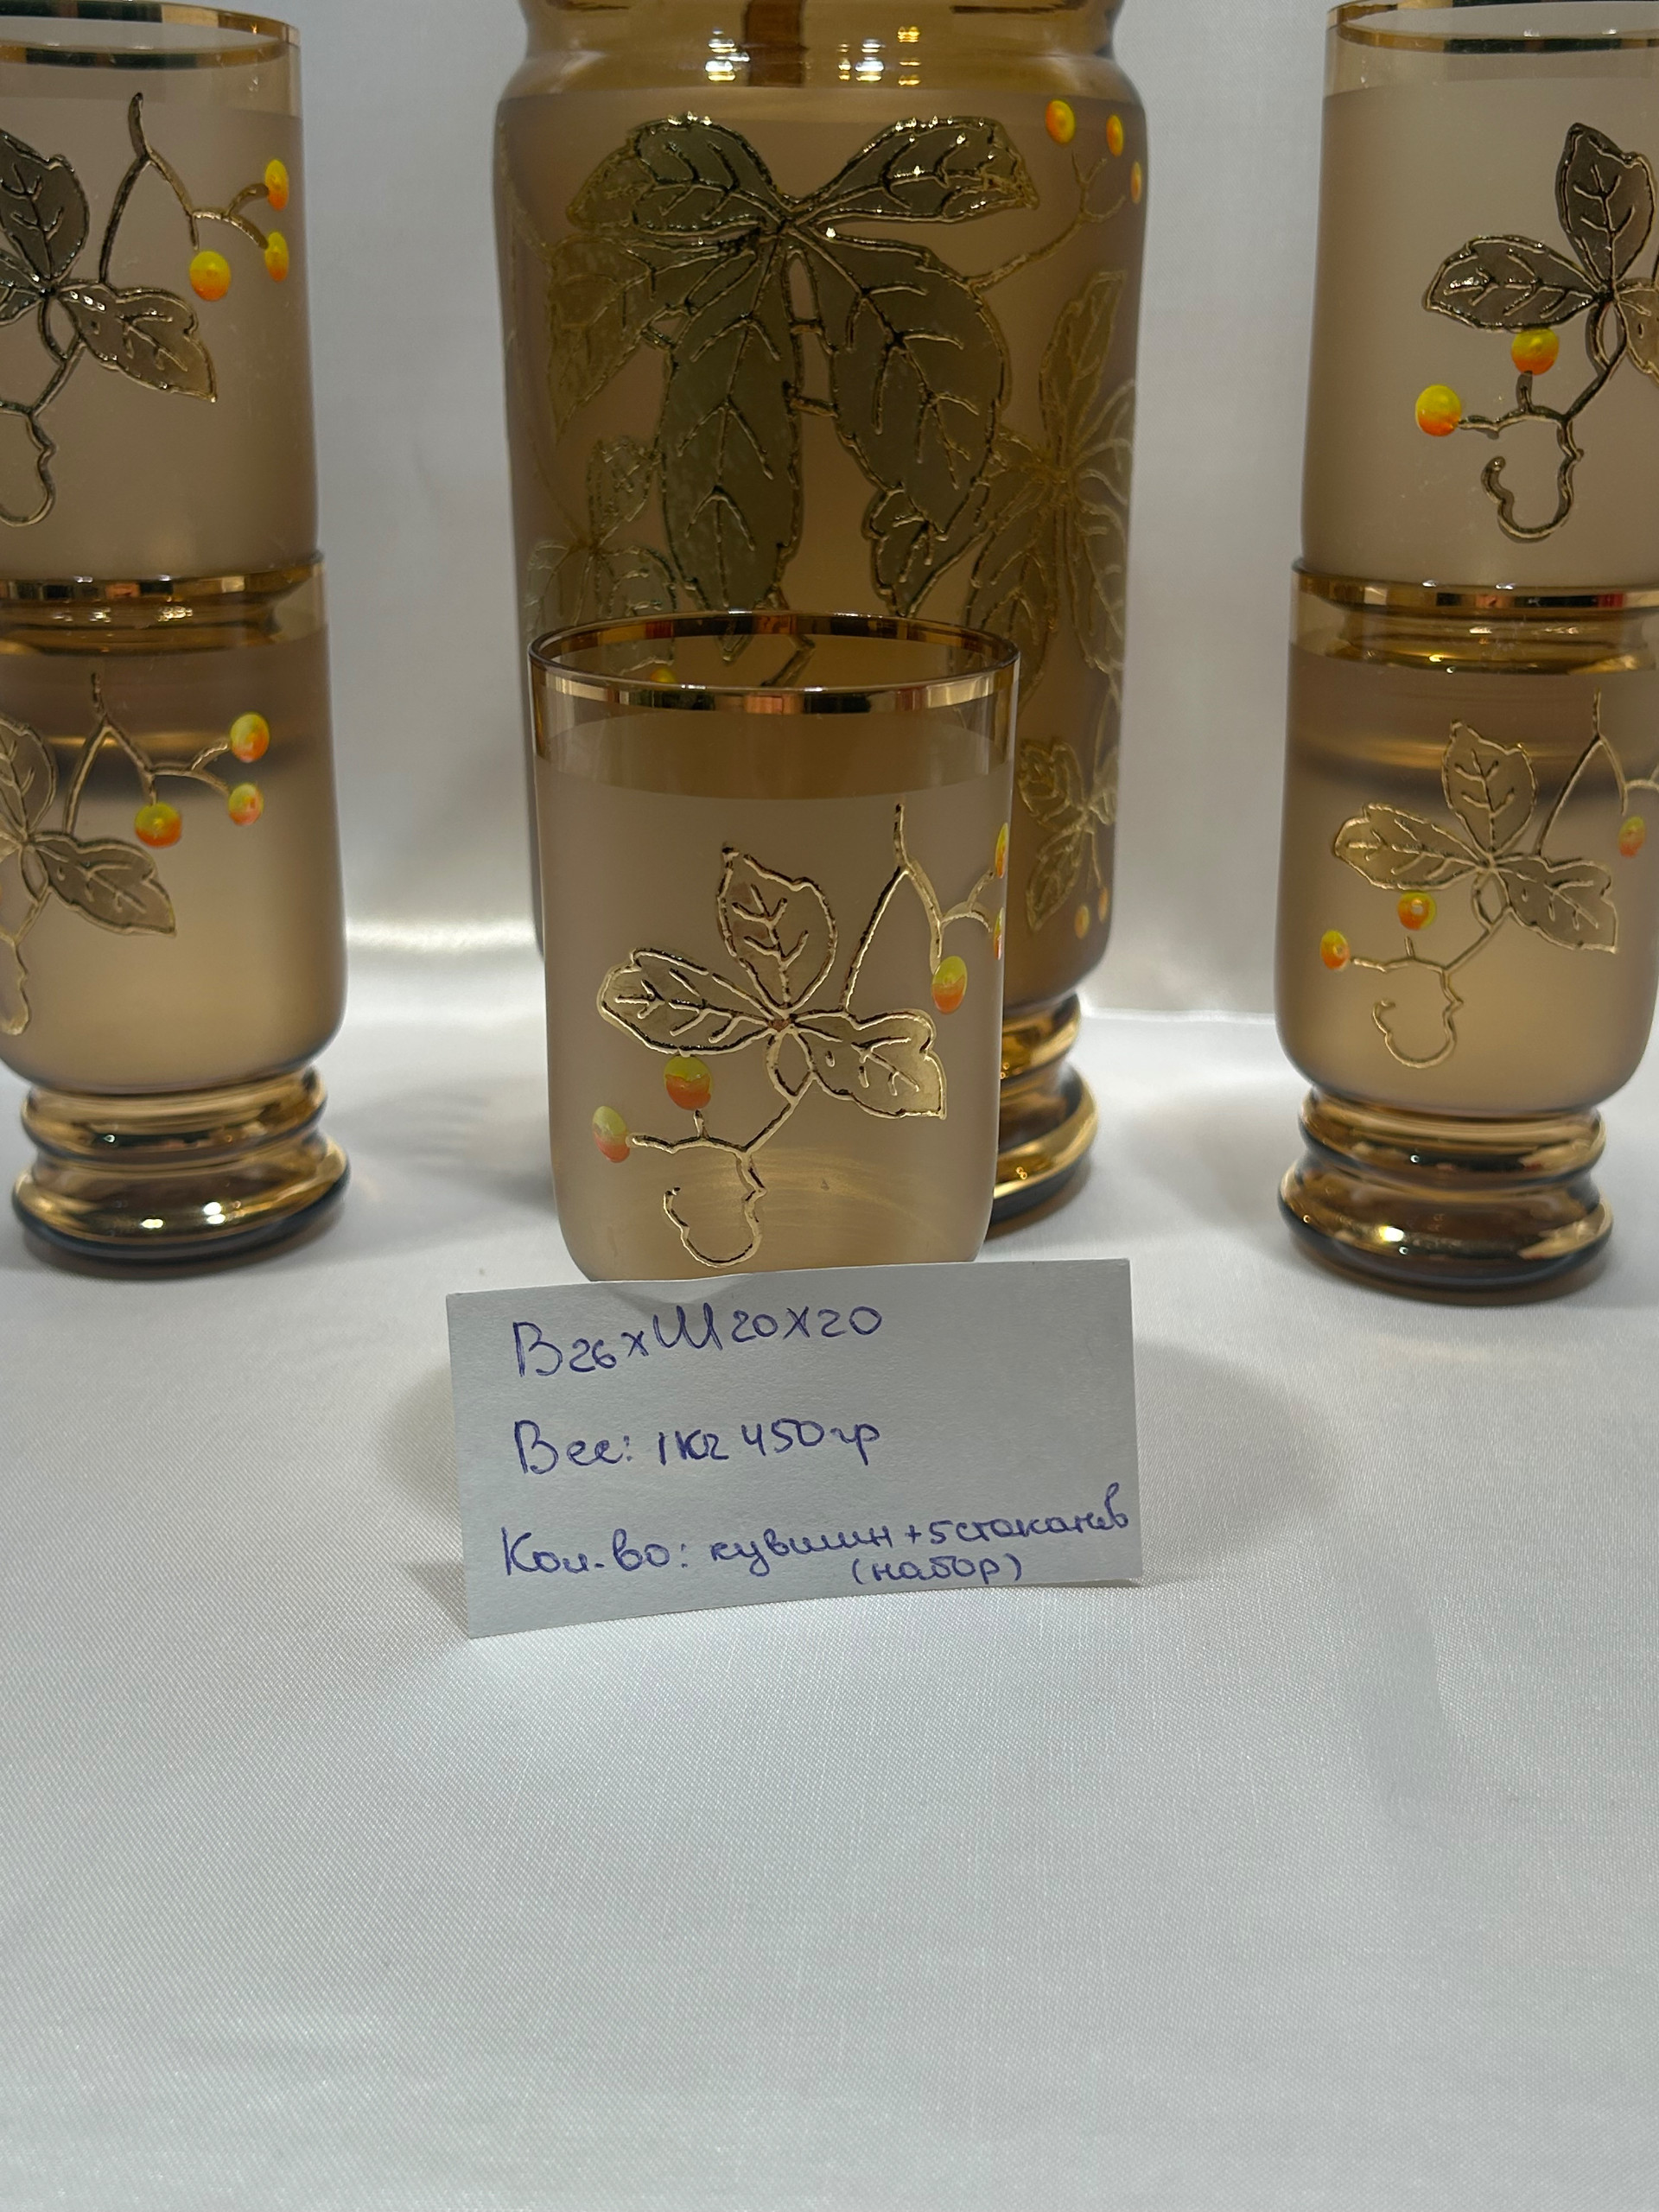 В26хШ20х20
Вес: 1кг 450гр
Кол-во: кувшин + 5 стаканов
(набор)